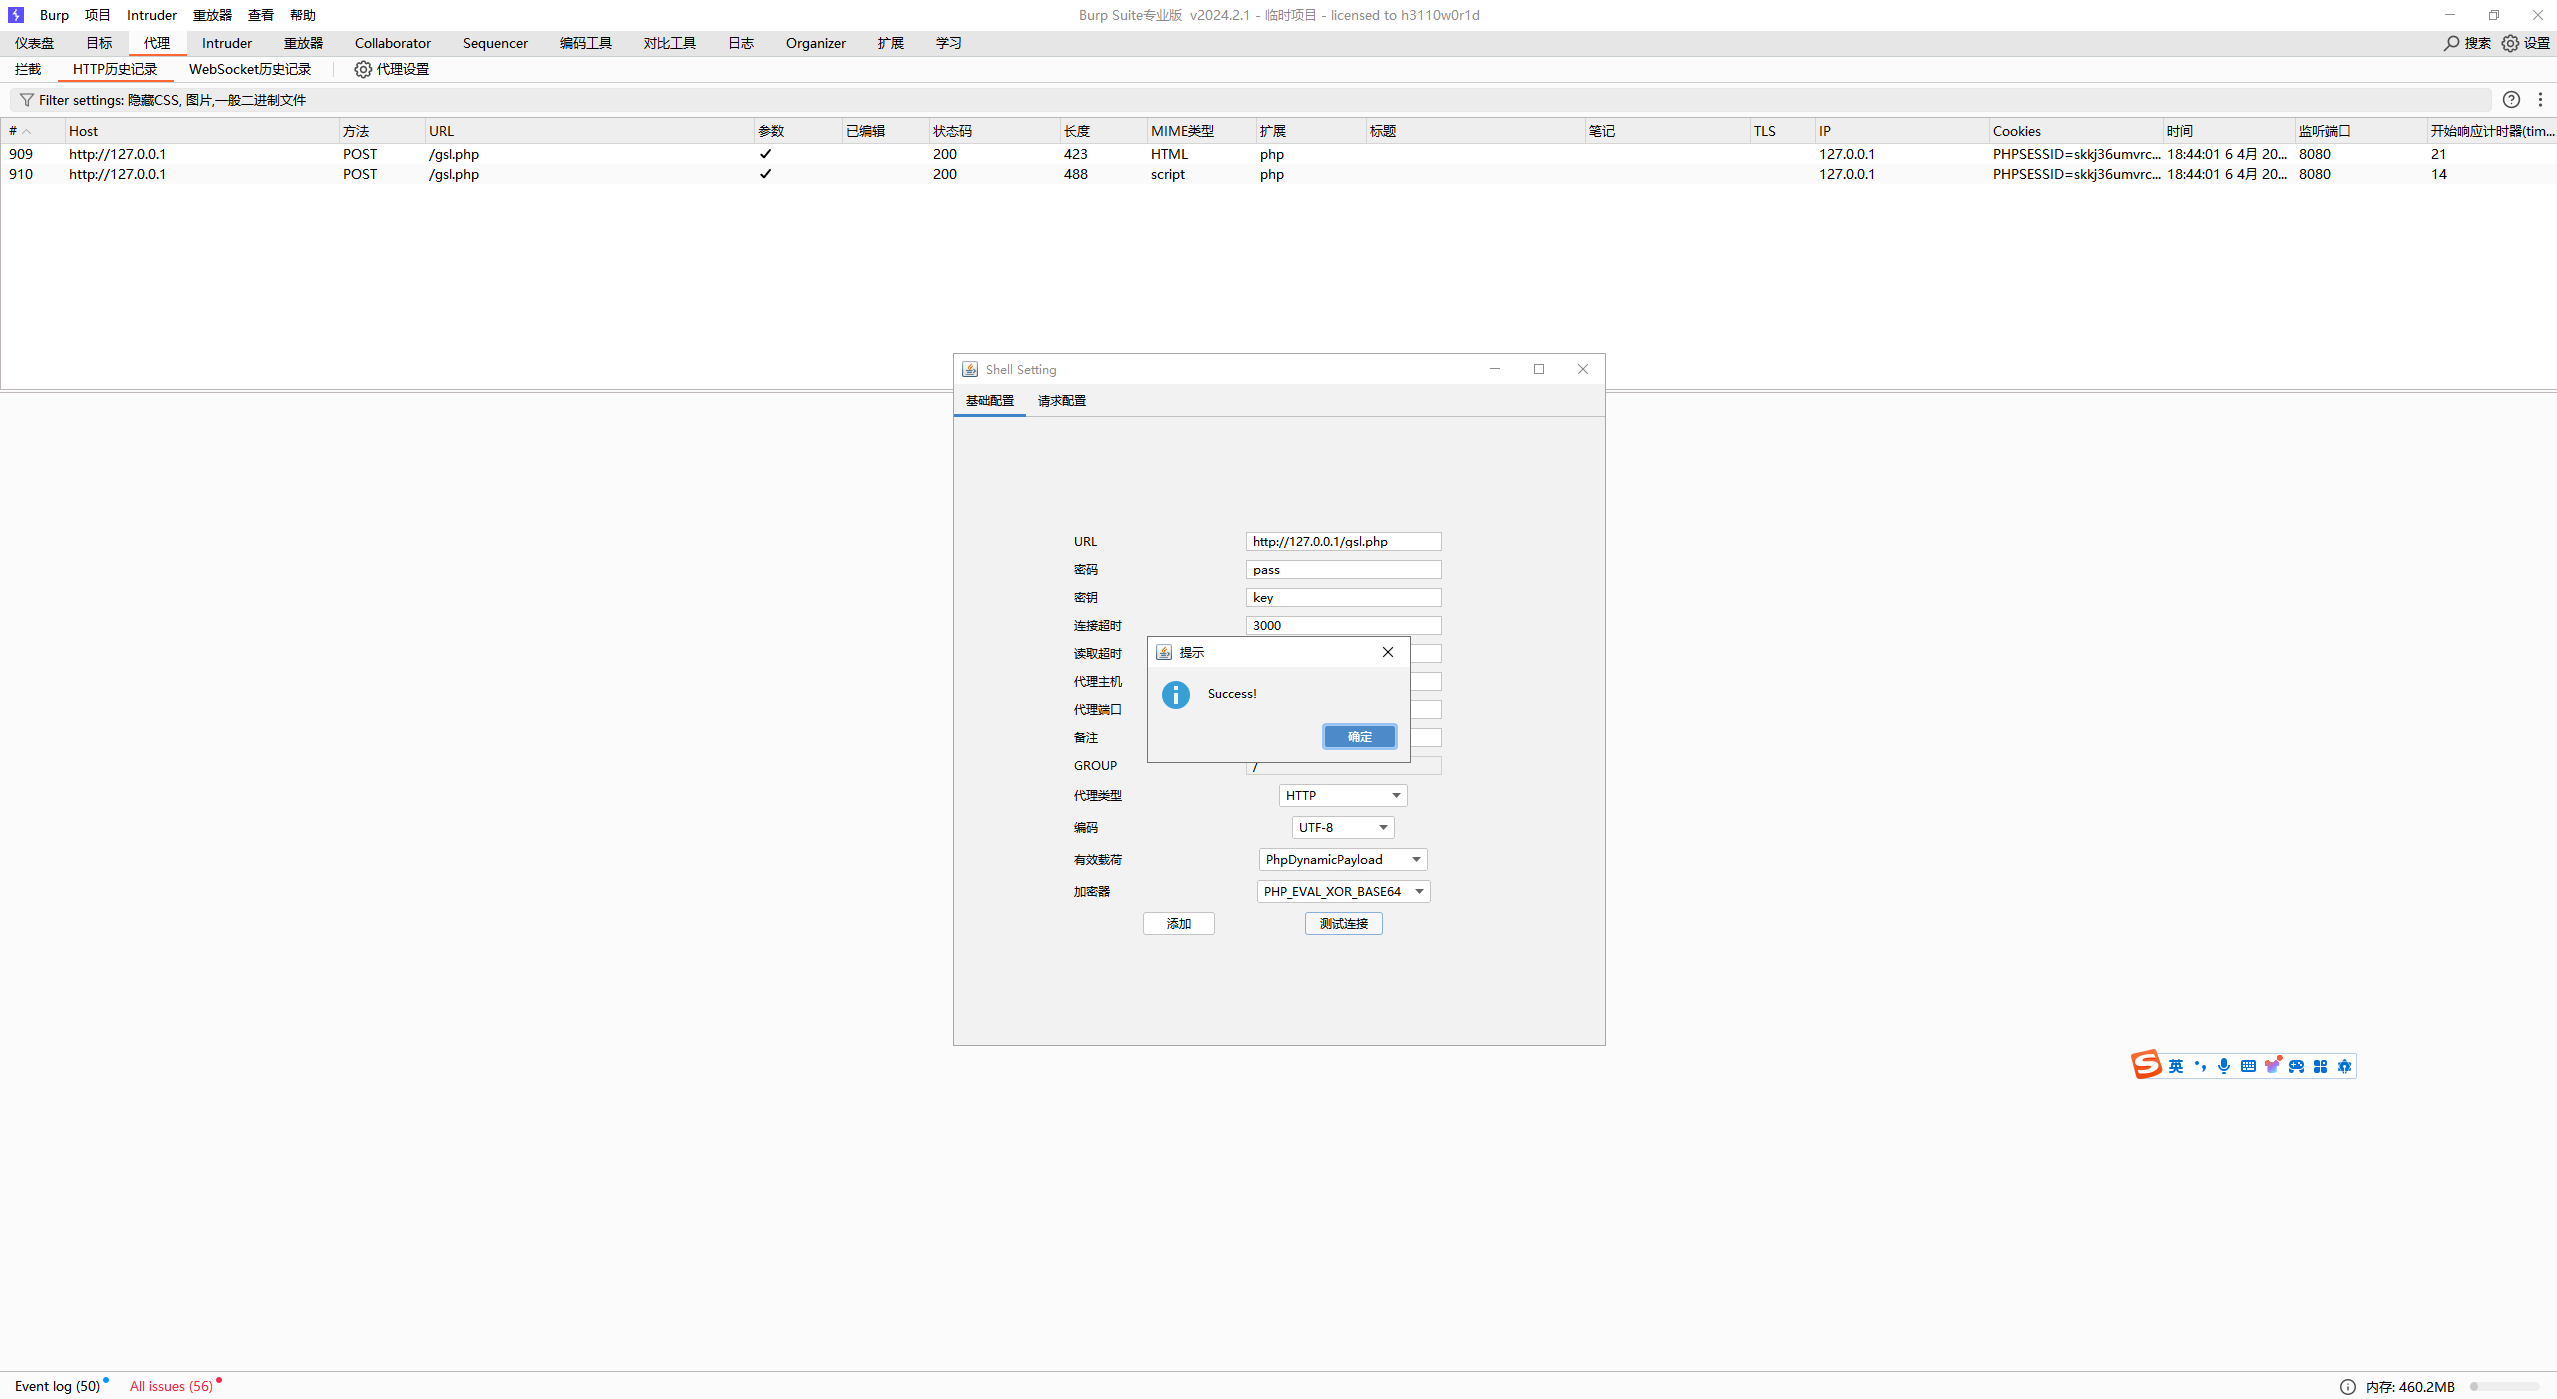 Burp 项目 Intruder 重放器 查看 帮助
Burp Suite专业版 v2024.2.1 - 临时项目 - licensed to h3110w0r1d
仪表盘 目标 代理 Intruder 重放器 Collaborator Sequencer 编码工具 对比工具 日志 Organizer 扩展 学习 搜索 设置
拦截 HTTP历史记录 WebSocket历史记录 代理设置
Filter settings: 隐藏CSS, 图片,一般二进制文件
# Host 方法 URL 参数 已编辑 状态码 长度 MIME类型 扩展 标题 笔记 TLS IP Cookies 时间 监听端口 开始响应计时器(tim...
909 http://127.0.0.1 POST /gsl.php ✓ 200 423 HTML php 127.0.0.1 PHPSESSID=skkj36umvrc... 18:44:01 6 4月 20... 8080 21
910 http://127.0.0.1 POST /gsl.php ✓ 200 488 script php 127.0.0.1 PHPSESSID=skkj36umvrc... 18:44:01 6 4月 20... 8080 14
Shell Setting
基础配置 请求配置
URL http://127.0.0.1/gsl.php
密码 pass
密钥 key
连接超时 3000
读取超时
代理主机
代理端口
备注
GROUP /
提示
Success!
确定
代理类型 HTTP
编码 UTF-8
有效载荷 PhpDynamicPayload
加密器 PHP_EVAL_XOR_BASE64
添加 测试连接
英
Event log (50) All issues (56) 内存: 460.2MB